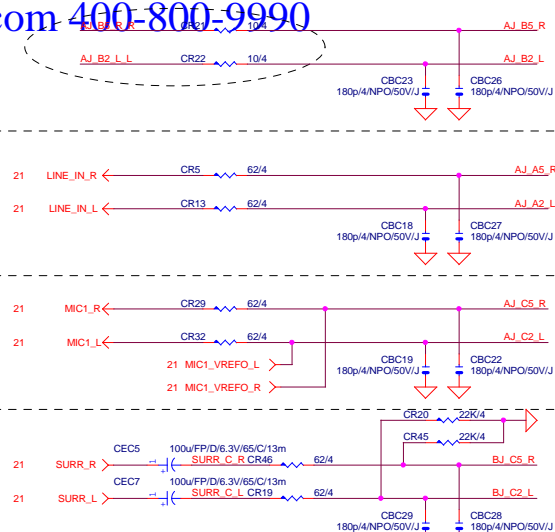 com 400-800-9990
CR21 10/4 AJ_B5_R
AJ_B2_L_L CR22 10/4 AJ_B2_L
CBC23 CBC26
180p/4/NPO/50V/J 180p/4/NPO/50V/J
21 LINE_IN_R CR5 62/4 AJ_A5_R
21 LINE_IN_L CR13 62/4 AJ_A2_L
CBC18 CBC27
180p/4/NPO/50V/J 180p/4/NPO/50V/J
21 MIC1_R CR29 62/4 AJ_C5_R
21 MIC1_L CR32 62/4 AJ_C2_L
21 MIC1_VREFO_L
CBC19 CBC22
180p/4/NPO/50V/J 180p/4/NPO/50V/J
21 MIC1_VREFO_R
CR20 22K/4
CR45 22K/4
CEC5 100u/FP/D/6.3V/65/C/13m
21 SURR_R 1 + SURR_C_R CR46 62/4 BJ_C5_R
CEC7 100u/FP/D/6.3V/65/C/13m
21 SURR_L 1 + SURR_C_L CR19 62/4 BJ_C2_L
CBC29 CBC28
180p/4/NPO/50V/J 180p/4/NPO/50V/J